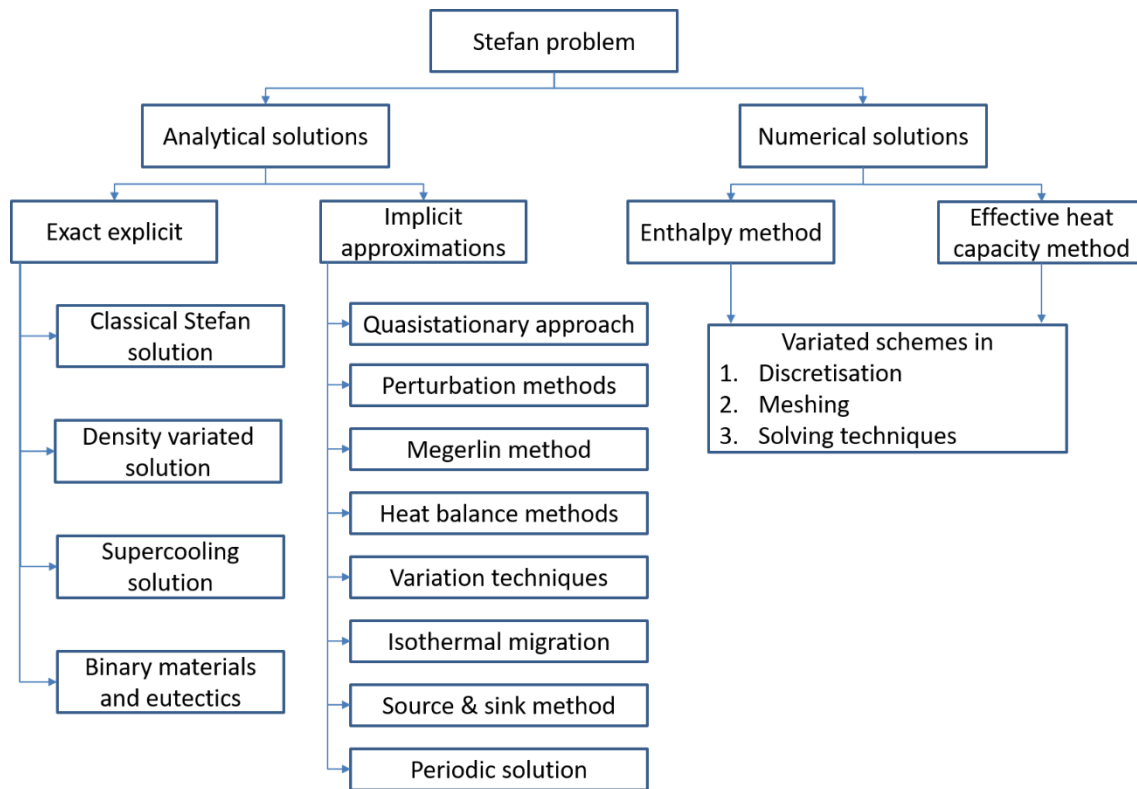 Stefan problem
Analytical solutions
Numerical solutions
Exact explicit
Implicit
approximations
Enthalpy method
Effective heat
capacity method
Classical Stefan
solution
Density variated
solution
Supercooling
solution
Binary materials
and eutectics
Quasistationary approach
Perturbation methods
Megerlin method
Heat balance methods
Variation techniques
Isothermal migration
Source & sink method
Periodic solution
Variated schemes in
1. Discretisation
2. Meshing
3. Solving techniques